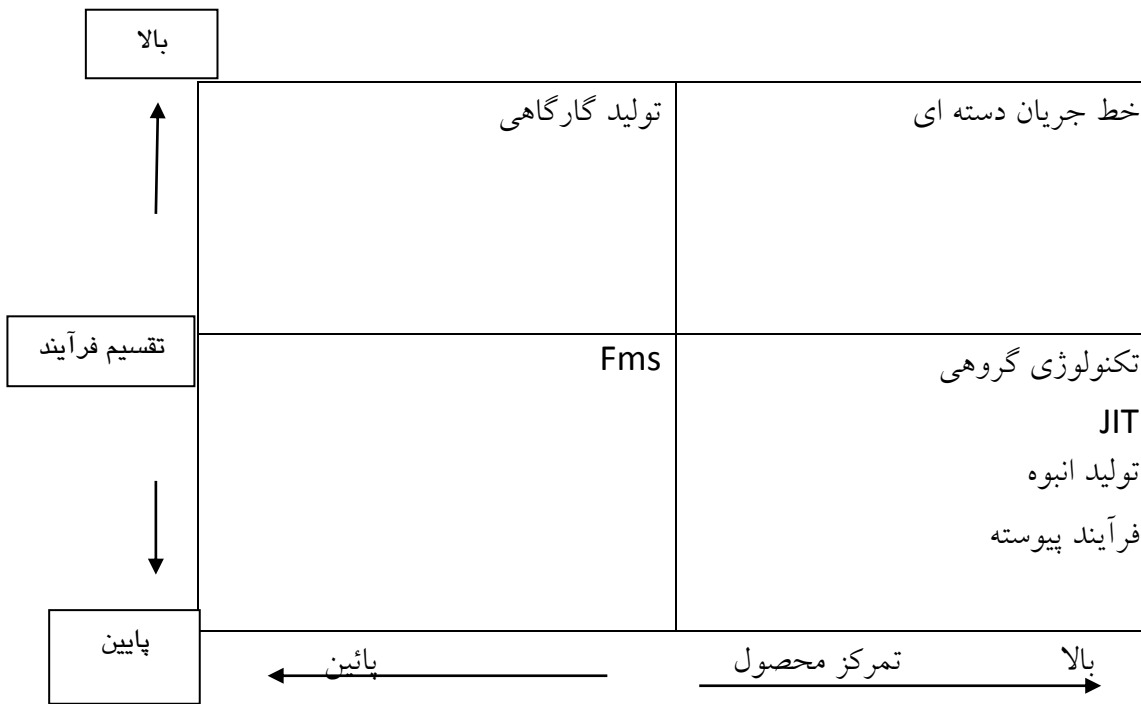 بالا
خط جریان دسته ای
تولید گارگاهی
تقسیم فرآیند
تکنولوژی گروهی
JIT
تولید انبوه
فرآیند پیوسته
Fms
پایین
بالا
تمرکز محصول
پائین